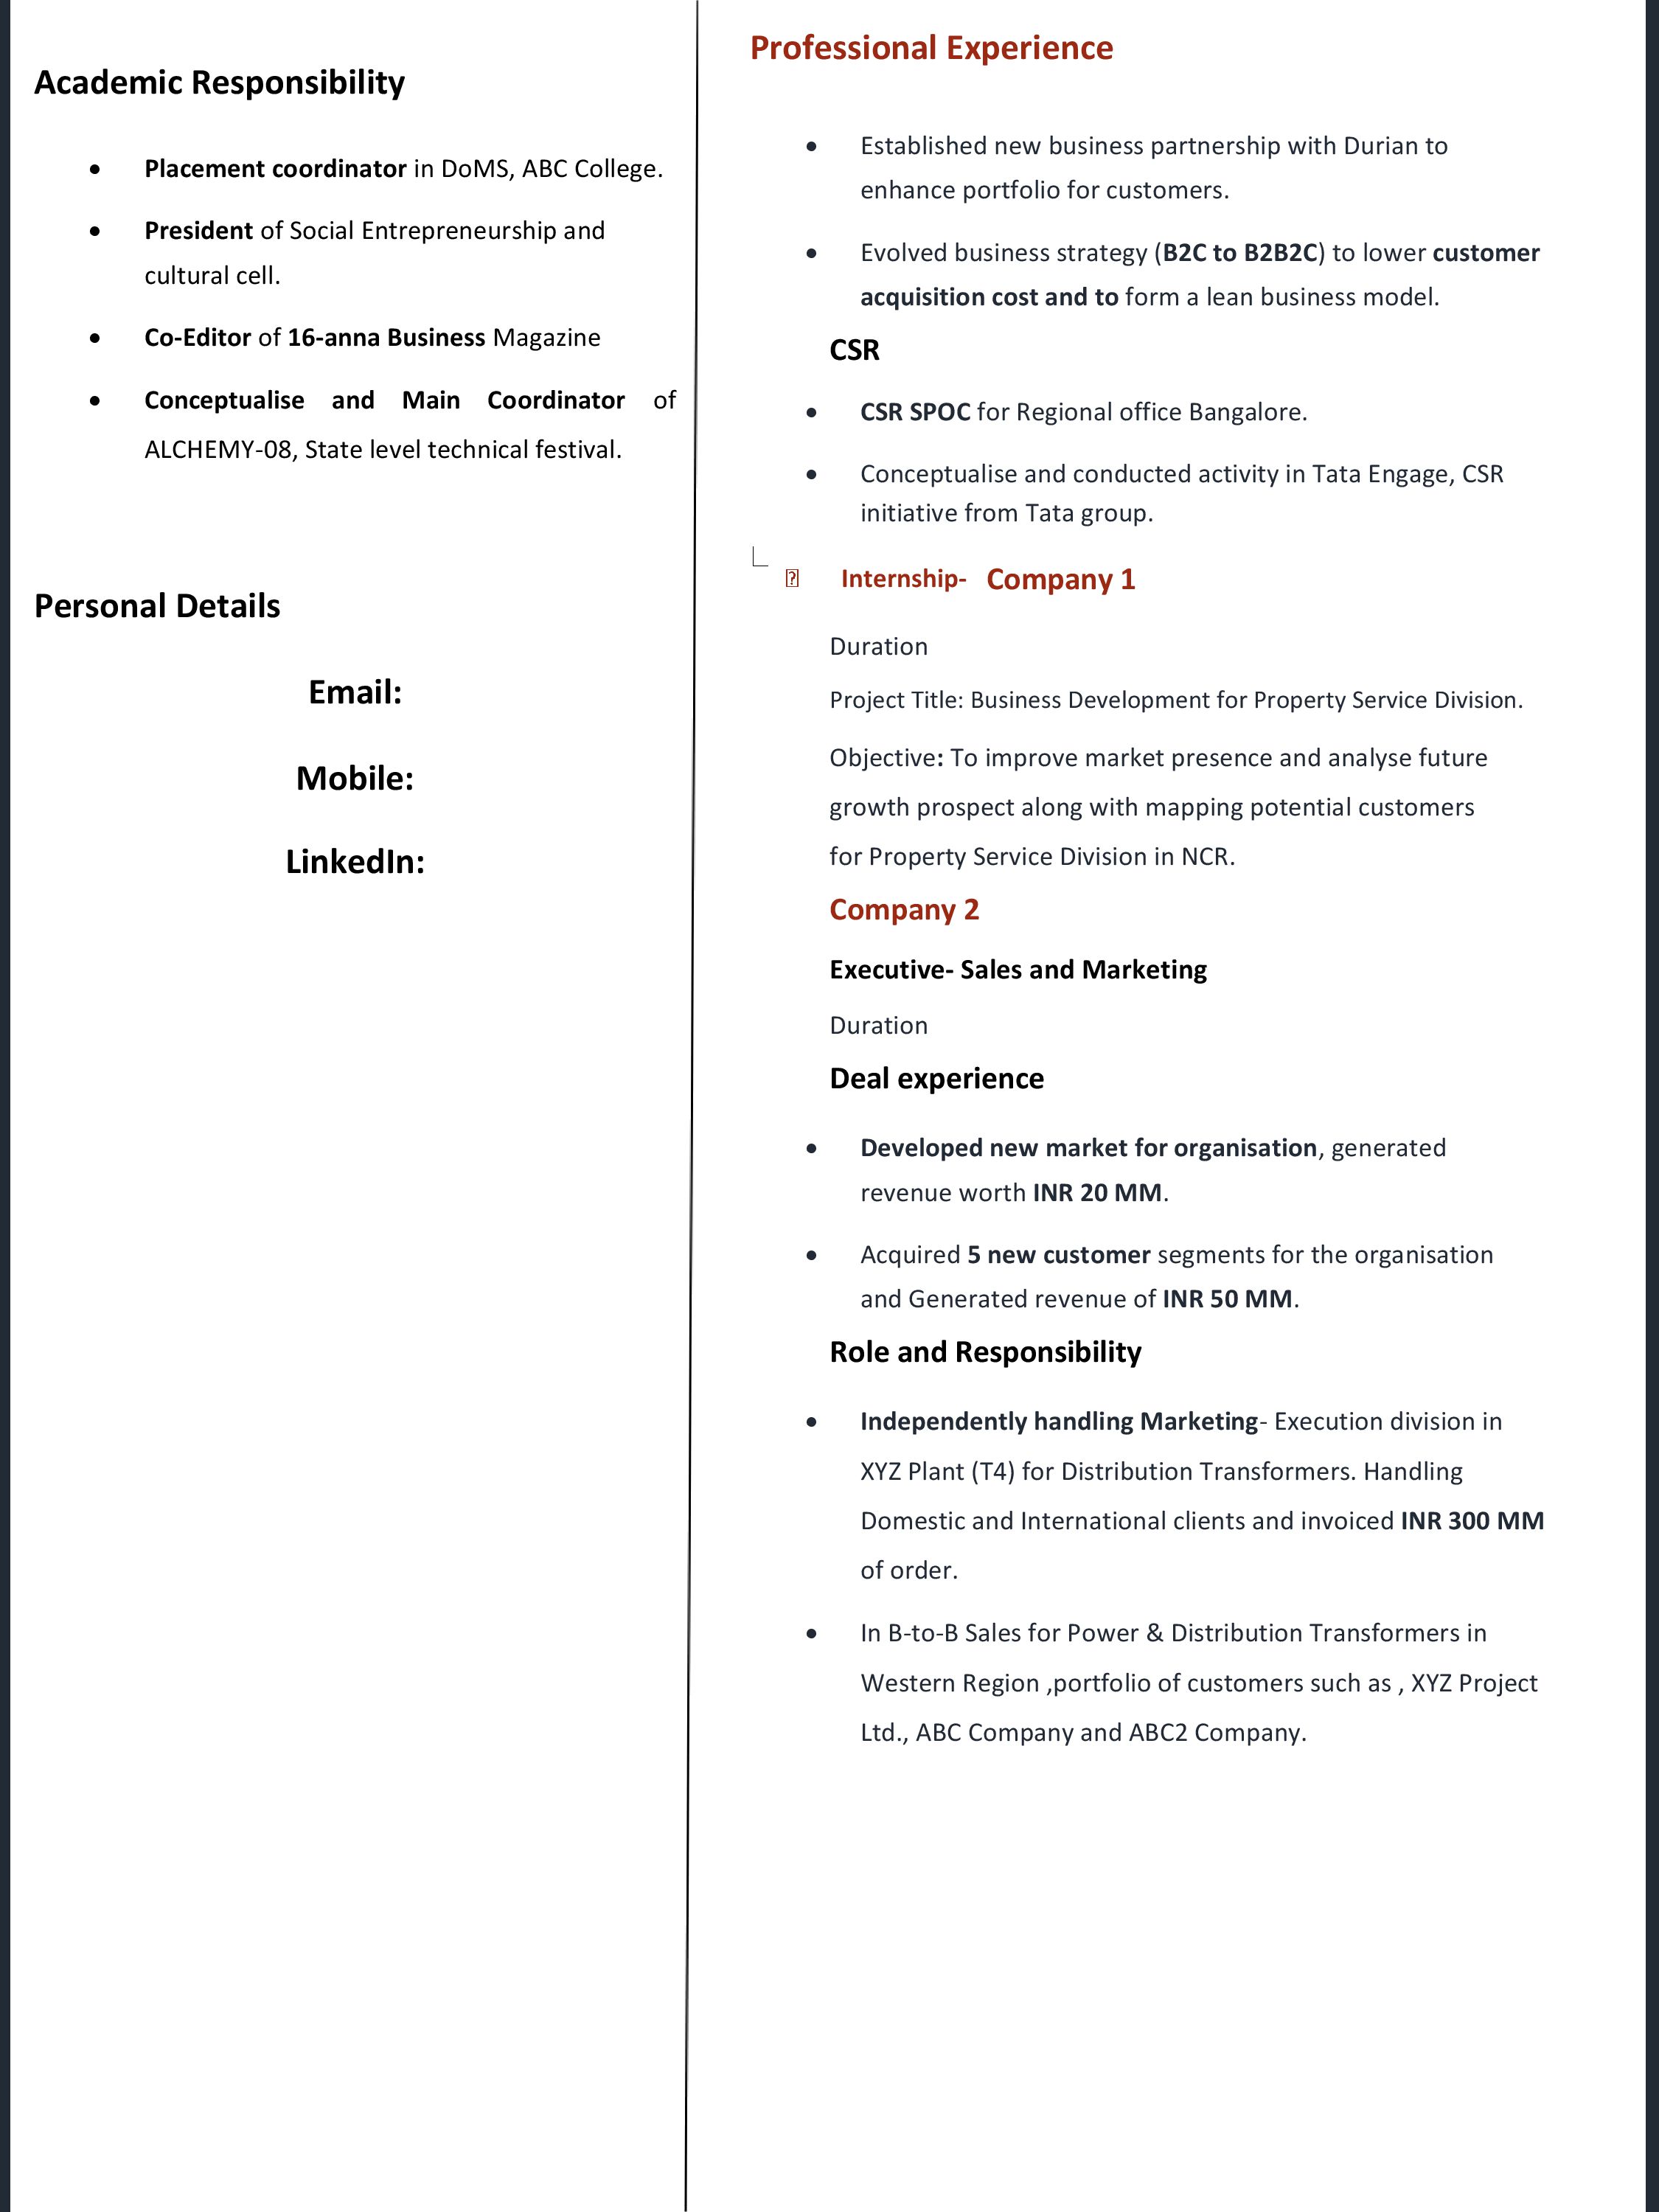 Academic Responsibility
• Placement coordinator in DoMS, ABC College.
• President of Social Entrepreneurship and
cultural cell.
• Co-Editor of 16-anna Business Magazine
• Conceptualise and Main Coordinator of
ALCHEMY-08, State level technical festival.
Personal Details
Email:
Mobile:
LinkedIn:
Professional Experience
• Established new business partnership with Durian to
enhance portfolio for customers.
• Evolved business strategy (B2C to B2B2C) to lower customer
acquisition cost and to form a lean business model.
CSR
• CSR SPOC for Regional office Bangalore.
• Conceptualise and conducted activity in Tata Engage, CSR
initiative from Tata group.
Internship- Company 1
Duration
Project Title: Business Development for Property Service Division.
Objective: To improve market presence and analyse future
growth prospect along with mapping potential customers
for Property Service Division in NCR.
Company 2
Executive- Sales and Marketing
Duration
Deal experience
• Developed new market for organisation, generated
revenue worth INR 20 MM.
• Acquired 5 new customer segments for the organisation
and Generated revenue of INR 50 MM.
Role and Responsibility
• Independently handling Marketing- Execution division in
XYZ Plant (T4) for Distribution Transformers. Handling
Domestic and International clients and invoiced INR 300 MM
of order.
• In B-to-B Sales for Power & Distribution Transformers in
Western Region ,portfolio of customers such as , XYZ Project
Ltd., ABC Company and ABC2 Company.